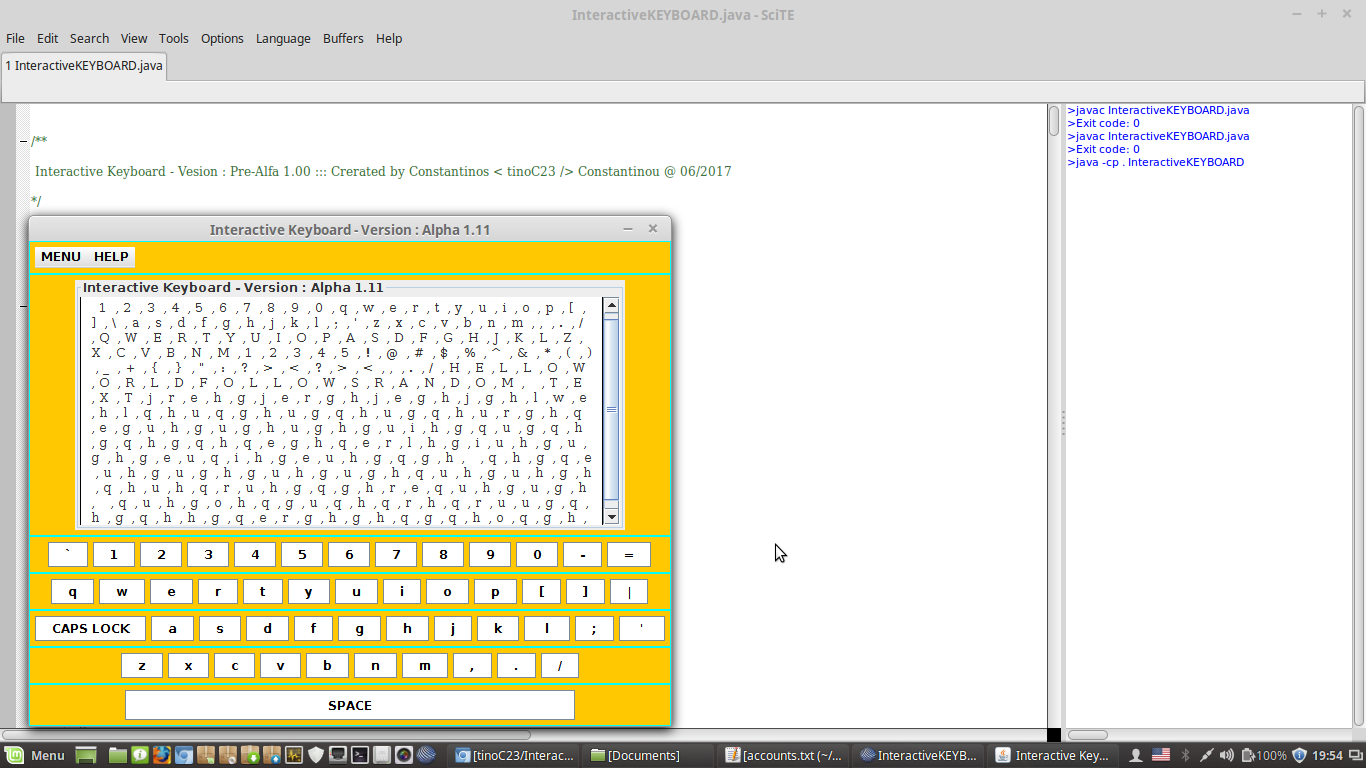 InteractiveKEYBOARD.java - SciTE
File Edit Search View Tools Options Language Buffers Help
1 InteractiveKEYBOARD.java
/**
Interactive Keyboard - Vesion : Pre-Alfa 1.00 ::: Crerated by Constantinos < tinoC23 /> Constantinou @ 06/2017
*/
>javac InteractiveKEYBOARD.java
>Exit code: 0
>javac InteractiveKEYBOARD.java
>Exit code: 0
>java -cp . InteractiveKEYBOARD
Interactive Keyboard - Version : Alpha 1.11
MENU HELP
Interactive Keyboard - Version : Alpha 1.11
1 , 2 , 3 , 4 , 5 , 6 , 7 , 8 , 9 , 0 , q , w , e , r , t , y , u , i , o , p , [ ,
] , \ , a , s , d , f , g , h , j , k , l , ; , ' , z , x , c , v , b , n , m , , , . , /
, Q , W , E , R , T , Y , U , I , O , P , A , S , D , F , G , H , J , K , L , Z ,
X , C , V , B , N , M , 1 , 2 , 3 , 4 , 5 , ! , @ , # , $ , % , ^ , & , * , ( , )
, _ , + , { , } , " , : , ? , > , < , ? , > , < , , , . , / , H , E , L , L , O , W
, O , R , L , D , F , O , L , L , O , W , S , R , A , N , D , O , M ,   , T , E
, X , T , j , r , e , h , g , j , e , r , g , h , j , e , g , h , j , g , h , l , w , e
, h , l , q , h , u , q , g , h , u , g , q , h , u , g , q , h , u , r , g , h , q
, e , g , u , h , g , u , g , h , u , g , h , g , u , i , h , g , q , u , g , q , h
, g , q , h , g , q , h , q , e , g , h , q , e , r , l , h , g , i , u , h , g , u ,
g , h , g , e , u , q , i , h , g , e , u , h , g , q , g , h ,   , q , h , g , q , e
, u , h , g , u , g , h , g , u , h , g , u , g , h , q , u , h , g , u , h , g , h
, q , h , u , h , q , r , u , h , g , q , g , h , r , e , q , u , h , g , u , g , h
,   , q , u , h , g , o , h , q , g , u , q , h , q , r , h , q , r , u , u , g , q ,
h , g , q , h , h , g , q , e , r , g , h , g , h , q , g , q , h , o , q , g , h ,
` 1 2 3 4 5 6 7 8 9 0 - =
q w e r t y u i o p [ ] |
CAPS LOCK a s d f g h j k l ; '
z x c v b n m , . /
SPACE
Menu [tinoC23/Interac... [Documents] [accounts.txt (~/... InteractiveKEYB... Interactive Key... 100% 19:54